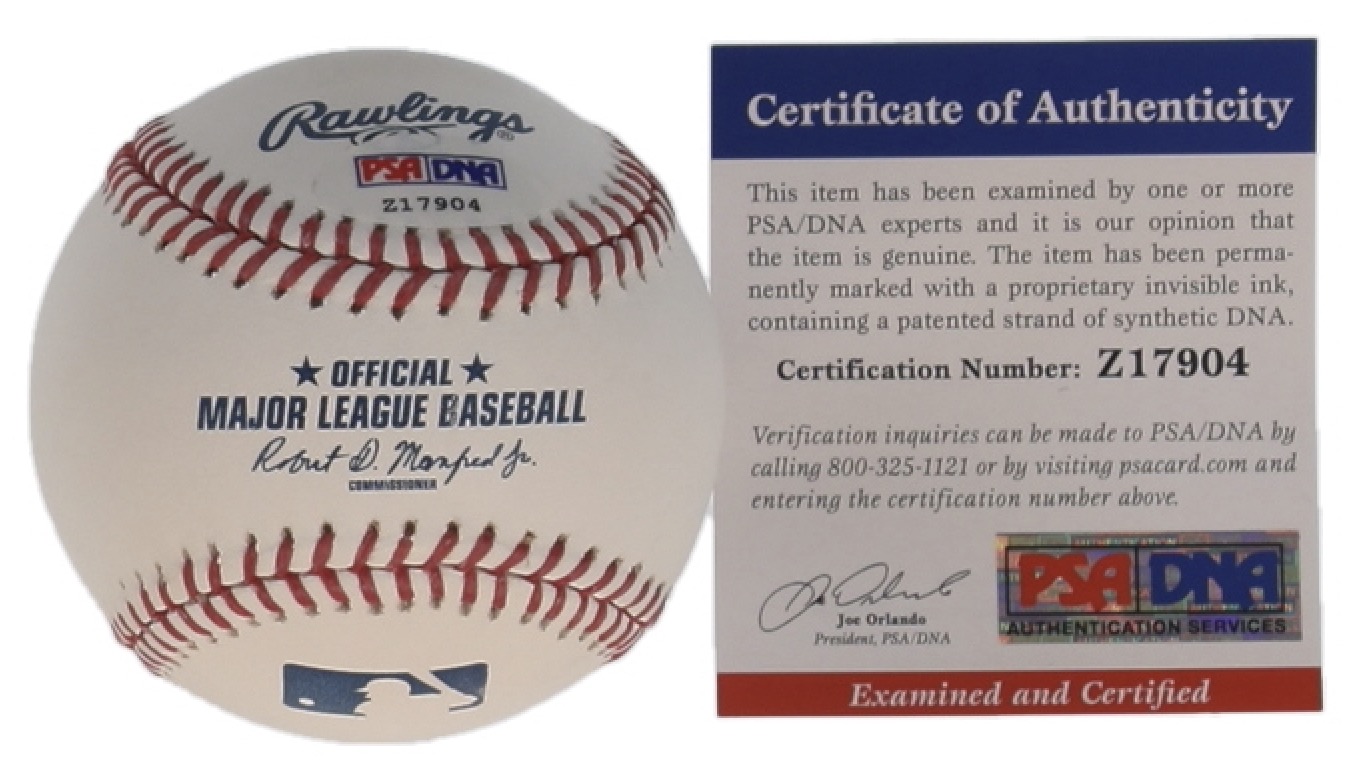 Rawlings®
PSA DNA
Z17904
★ OFFICIAL ★
MAJOR LEAGUE BASEBALL
Robert D. Manfred Jr.
COMMISSIONER
Certificate of Authenticity
This item has been examined by one or more
PSA/DNA experts and it is our opinion that
the item is genuine. The item has been perma-
nently marked with a proprietary invisible ink,
containing a patented strand of synthetic DNA.
Certification Number: Z17904
Verification inquiries can be made to PSA/DNA by
calling 800-325-1121 or by visiting psacard.com and
entering the certification number above.
Joe Orlando
Joe Orlando
President, PSA/DNA
PSA DNA
AUTHENTICATION SERVICES
Examined and Certified